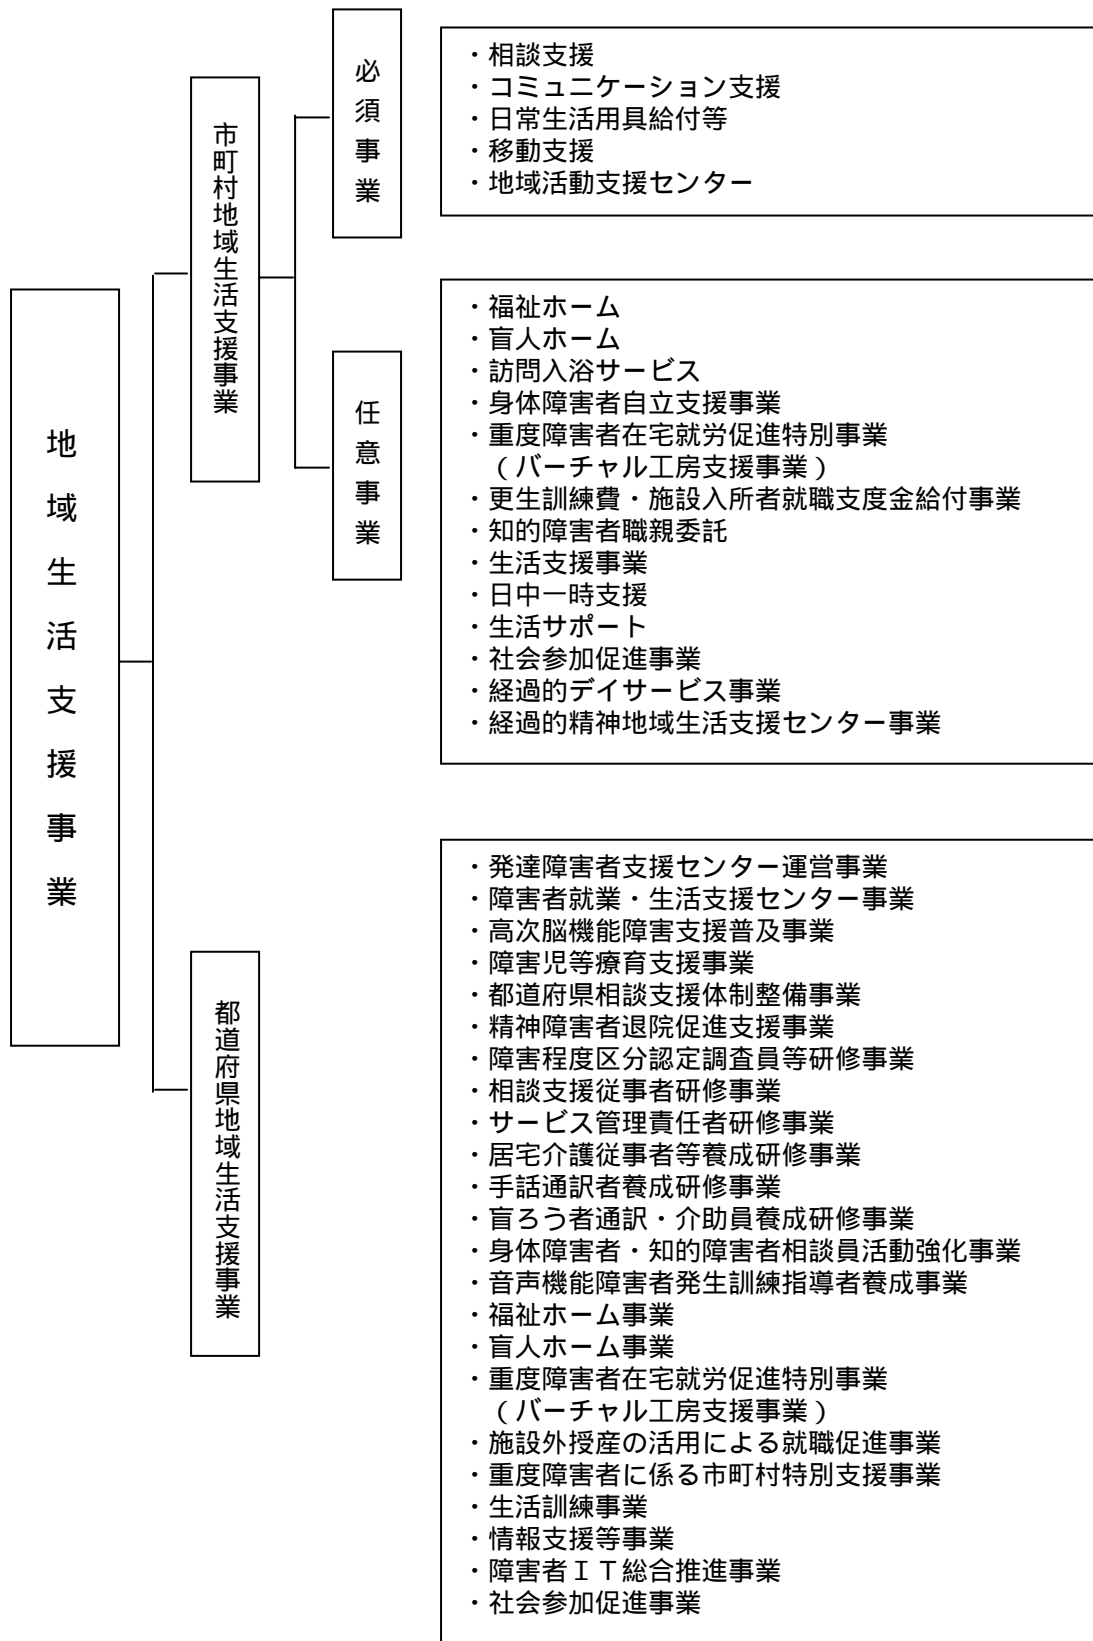 地域生活支援事業
市町村地域生活支援事業
必須事業
・相談支援
・コミュニケーション支援
・日常生活用具給付等
・移動支援
・地域活動支援センター
任意事業
・福祉ホーム
・盲人ホーム
・訪問入浴サービス
・身体障害者自立支援事業
・重度障害者在宅就労促進特別事業
（バーチャル工房支援事業）
・更生訓練費・施設入所者就職支度金給付事業
・知的障害者職親委託
・生活支援事業
・日中一時支援
・生活サポート
・社会参加促進事業
・経過的デイサービス事業
・経過的精神地域生活支援センター事業
都道府県地域生活支援事業
・発達障害者支援センター運営事業
・障害者就業・生活支援センター事業
・高次脳機能障害支援普及事業
・障害児等療育支援事業
・都道府県相談支援体制整備事業
・精神障害者退院促進支援事業
・障害程度区分認定調査員等研修事業
・相談支援従事者研修事業
・サービス管理責任者研修事業
・居宅介護従事者等養成研修事業
・手話通訳者養成研修事業
・盲ろう者通訳・介助員養成研修事業
・身体障害者・知的障害者相談員活動強化事業
・音声機能障害者発生訓練指導者養成事業
・福祉ホーム事業
・盲人ホーム事業
・重度障害者在宅就労促進特別事業
（バーチャル工房支援事業）
・施設外授産の活用による就職促進事業
・重度障害者に係る市町村特別支援事業
・生活訓練事業
・情報支援等事業
・障害者ＩＴ総合推進事業
・社会参加促進事業